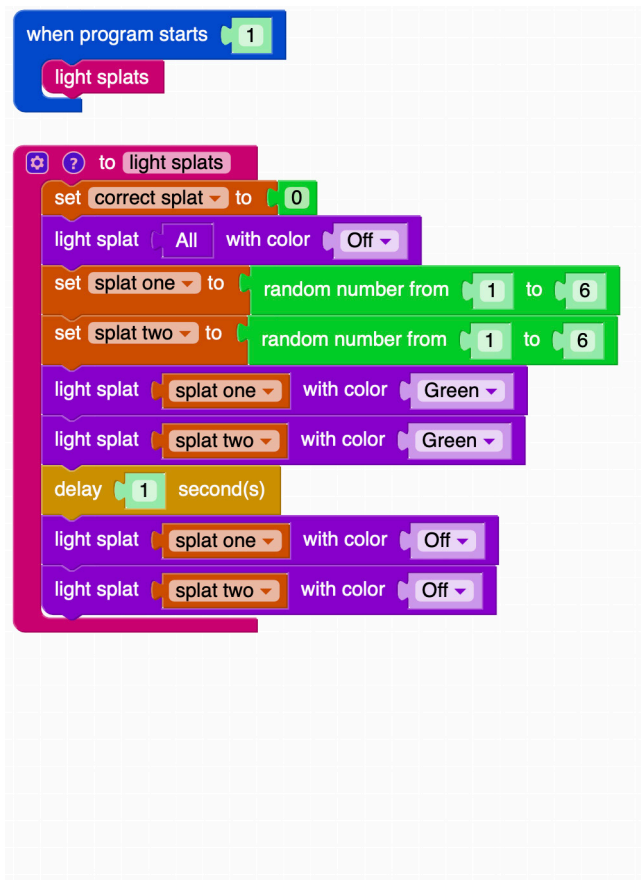 when program starts 1
light splats
? to light splats
set correct splat to 0
light splat All with color Off
set splat one to random number from 1 to 6
set splat two to random number from 1 to 6
light splat splat one with color Green
light splat splat two with color Green
delay 1 second(s)
light splat splat one with color Off
light splat splat two with color Off